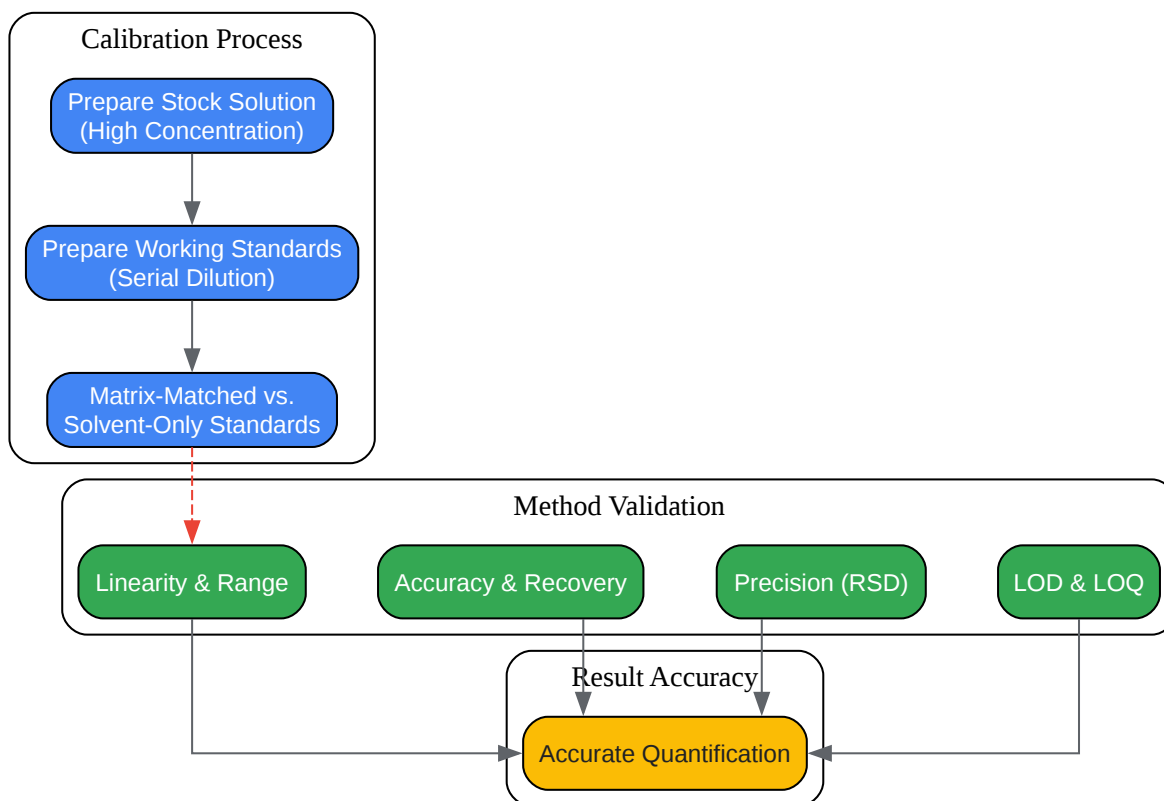 Calibration Process
Prepare Stock Solution
(High Concentration)
Prepare Working Standards
(Serial Dilution)
Matrix-Matched vs.
Solvent-Only Standards
Method Validation
Linearity & Range
Accuracy & Recovery
Precision (RSD)
LOD & LOQ
Result Accuracy
Accurate Quantification